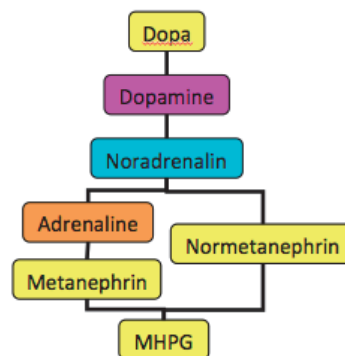 Dopa
Dopamine
Noradrenalin
Adrenaline
Normetanephrin
Metanephrin
MHPG